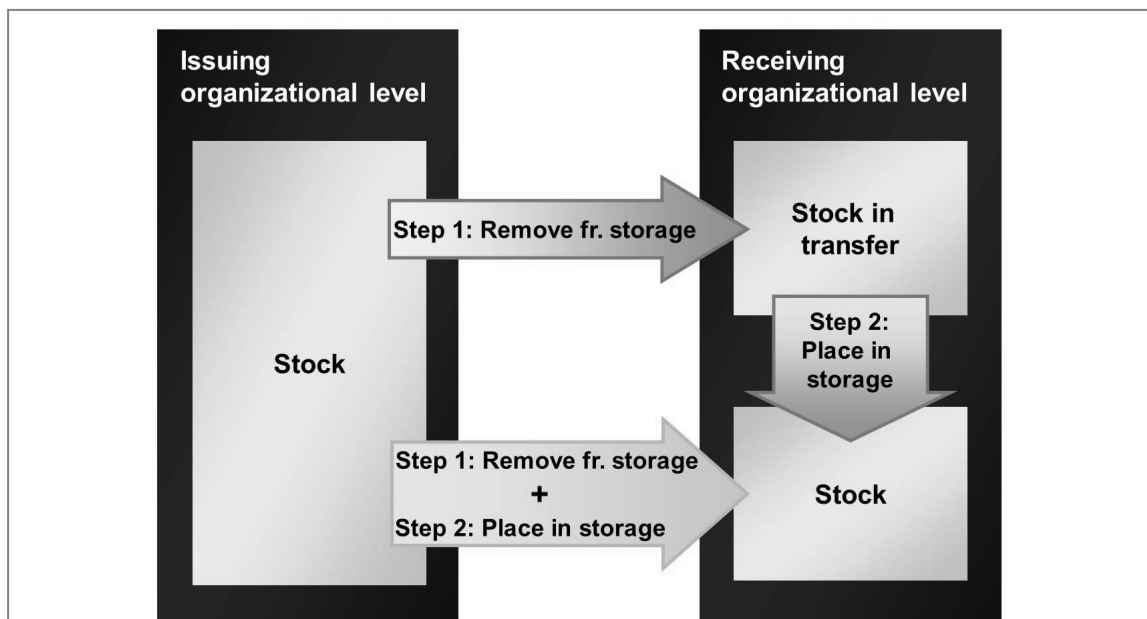 Issuing
organizational level
Receiving
organizational level
Stock in
transfer
Step 1: Remove fr. storage
Step 2:
Place in
storage
Stock
Step 1: Remove fr. storage
+
Step 2: Place in storage
Stock